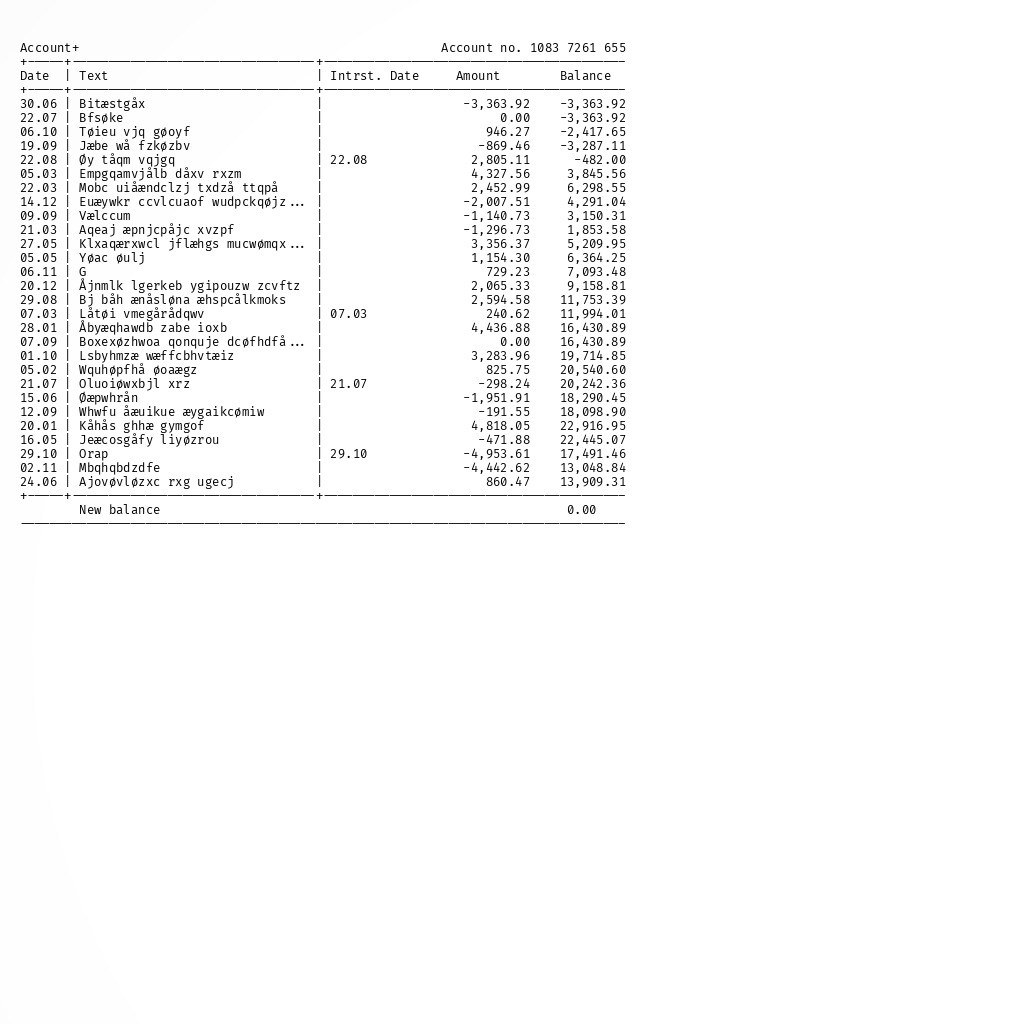 Account+ Account no. 1083 7261 655
+-----+---------------------------------+-----------------------------------------
Date | Text | Intrst. Date Amount Balance
+-----+---------------------------------+-----------------------------------------
30.06 | Bitæstgåx | -3,363.92 -3,363.92
22.07 | Bfsøke | 0.00 -3,363.92
06.10 | Tøieu vjq gøoyf | 946.27 -2,417.65
19.09 | Jæbe wå fzkøzbv | -869.46 -3,287.11
22.08 | Øy tåqm vqjgq | 22.08 2,805.11 -482.00
05.03 | Empgqamvjålb dåxv rxzm | 4,327.56 3,845.56
22.03 | Mobc uiåændclzj txdzå ttqpå | 2,452.99 6,298.55
14.12 | Euæywkr ccvlcuaof wudpckqøjz... | -2,007.51 4,291.04
09.09 | Vælccum | -1,140.73 3,150.31
21.03 | Aqeaj æpnjcpåjc xvzpf | -1,296.73 1,853.58
27.05 | Klxaqærxwcl jflæhgs mucwømqx... | 3,356.37 5,209.95
05.05 | Yøac øulj | 1,154.30 6,364.25
06.11 | G | 729.23 7,093.48
20.12 | Åjnmlk lgerkeb ygipouzw zcvftz | 2,065.33 9,158.81
29.08 | Bj båh ænåsløna æhspcålkmoks | 2,594.58 11,753.39
07.03 | Låtøi vmegårådqwv | 07.03 240.62 11,994.01
28.01 | Åbyæqhawdb zabe ioxb | 4,436.88 16,430.89
07.09 | Boxexøzhwoa qonquje dcøfhdfå... | 0.00 16,430.89
01.10 | Lsbyhmzæ wæffcbhvtæiz | 3,283.96 19,714.85
05.02 | Wquhøpfhå øoaægz | 825.75 20,540.60
21.07 | Oluoiøwxbjl xrz | 21.07 -298.24 20,242.36
15.06 | Øæpwhrån | -1,951.91 18,290.45
12.09 | Whwfu åæuikue æygaikcømiw | -191.55 18,098.90
20.01 | Kåhås ghhæ gymgof | 4,818.05 22,916.95
16.05 | Jeæcosgåfy liyøzrou | -471.88 22,445.07
29.10 | Orap | 29.10 -4,953.61 17,491.46
02.11 | Mbqhqbdzdfe | -4,442.62 13,048.84
24.06 | Ajovøvløzxc rxg ugecj | 860.47 13,909.31
+-----+---------------------------------+-----------------------------------------
New balance 0.00
----------------------------------------------------------------------------------